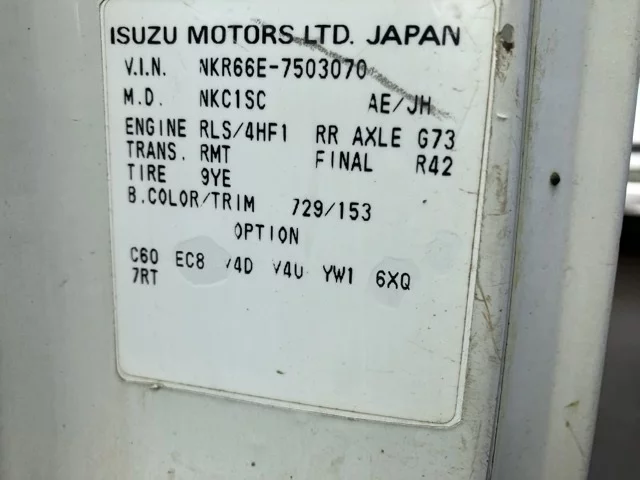 ISUZU MOTORS LTD. JAPAN
V.I.N. NKR66E-7503070
M.D. NKC1SC AE/JH
ENGINE RLS/4HF1 RR AXLE G73
TRANS. RMT FINAL R42
TIRE 9YE
B.COLOR/TRIM 729/153
OPTION
C60 EC8 V4D V4U YW1 6XQ
7RT